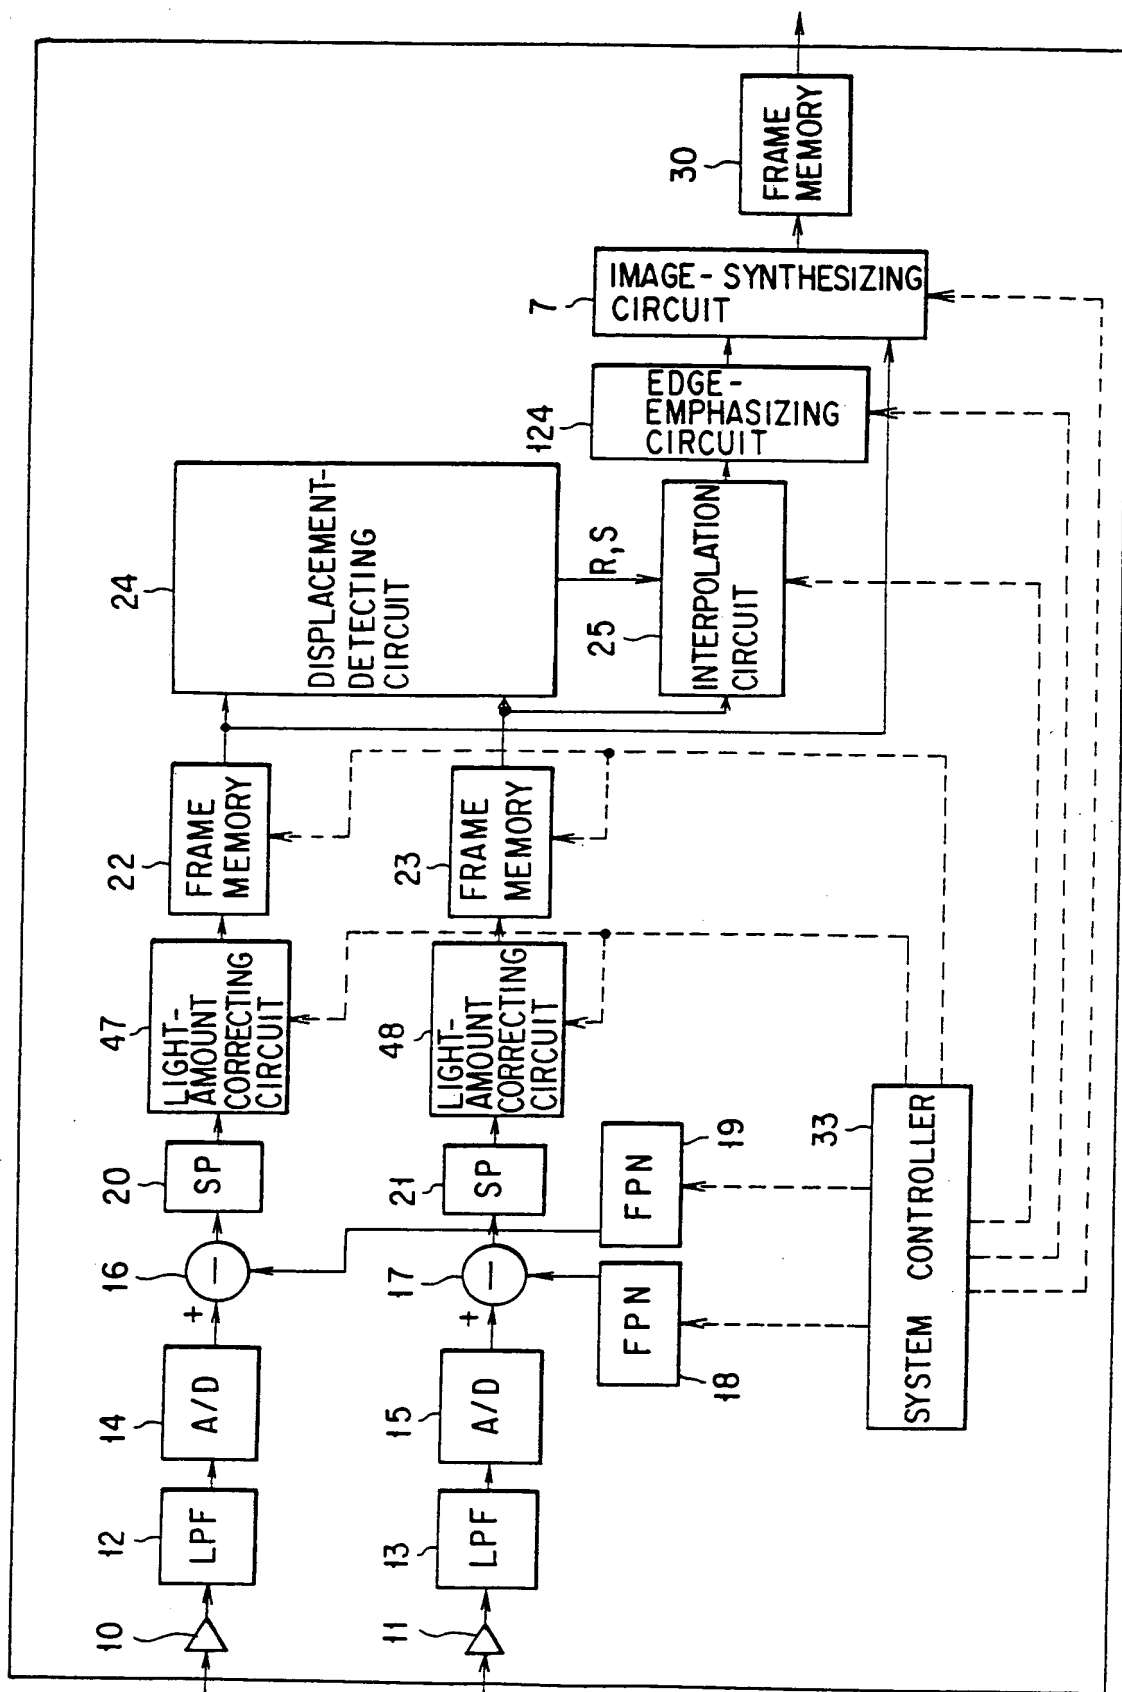 10
12
LPF
14
A/D
+
16
−
20
SP
47
LIGHT-
AMOUNT
CORRECTING
CIRCUIT
22
FRAME
MEMORY
24
DISPLACEMENT-
DETECTING
CIRCUIT
11
13
LPF
15
A/D
+
17
−
21
SP
48
LIGHT-
AMOUNT
CORRECTING
CIRCUIT
23
FRAME
MEMORY
R,S
25
INTERPOLATION
CIRCUIT
124
EDGE-
EMPHASIZING
CIRCUIT
7
IMAGE-SYNTHESIZING
CIRCUIT
30
FRAME
MEMORY
18
FPN
19
FPN
33
SYSTEM CONTROLLER